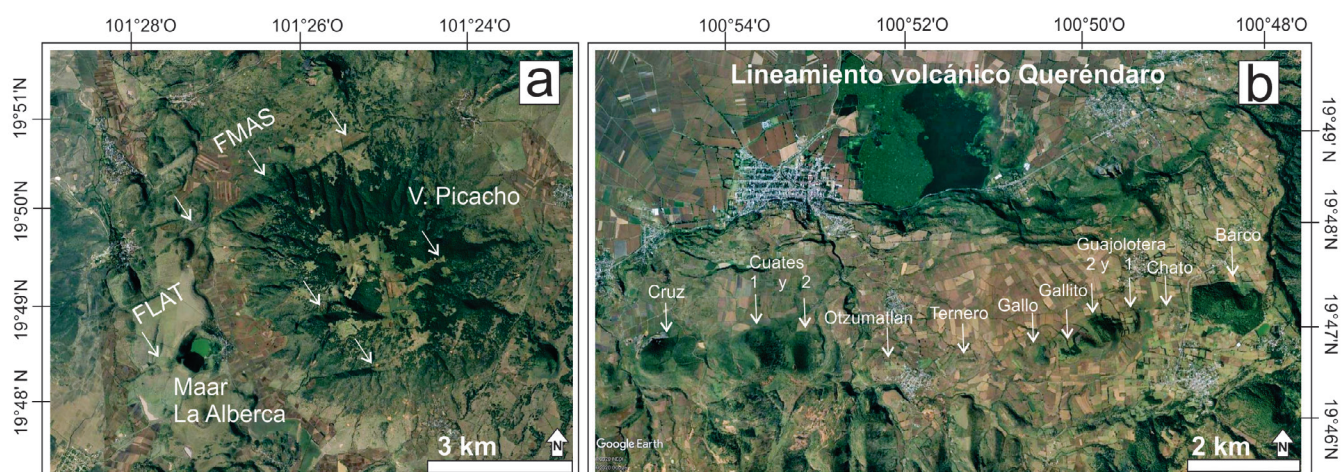 101°28'O 101°26'O 101°24'O
100°54'O 100°52'O 100°50'O 100°48'O
a
19°51'N
19°50'N
19°49'N
19°48' N
FMAS
V. Picacho
FLAT
Maar
La Alberca
3 km
N
Lineamiento volcánico Queréndaro
b
Cruz
Cuates
1 y 2
Otzumatlán
Ternero
Gallo
Gallito
Guajolotera
2 y 1
Chato
Barco
Google Earth
2 km
N
19°49' N
19°48' N
19°47' N
19°46'N